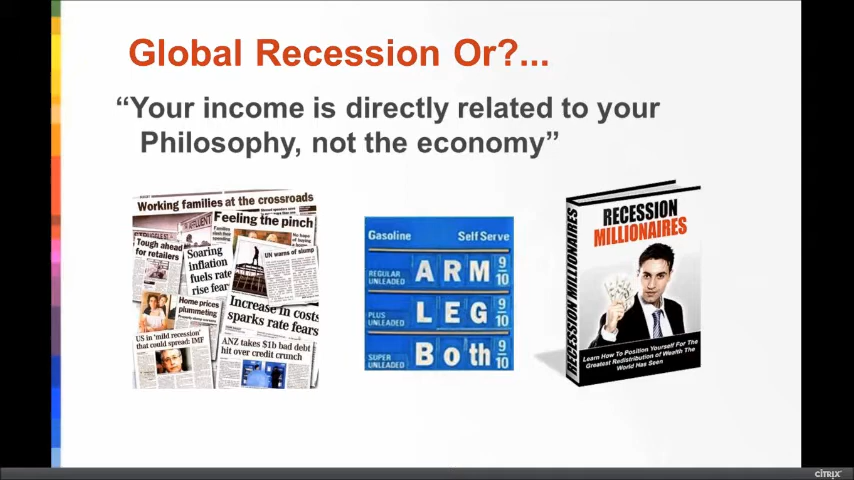 Global Recession Or?...
“Your income is directly related to your
Philosophy, not the economy”
Working families at the crossroads
Feeling the pinch
Tough ahead
for retailers
Soaring
inflation
fuels rate
rise fear
UN warns of slump
Home prices
plummeting
Increase in costs
sparks rate fears
US in 'mild recession'
that could spread: IMF
ANZ takes $1b bad debt
hit over credit crunch
Gasoline Self Serve
REGULAR
UNLEADED
ARM 9/10
PLUS
UNLEADED
LEG 9/10
SUPER
UNLEADED
Both 9/10
RECESSION MILLIONAIRES
RECESSION
MILLIONAIRES
Learn How To Position Yourself For The
Greatest Redistribution of Wealth The
World Has Seen
CITRIX